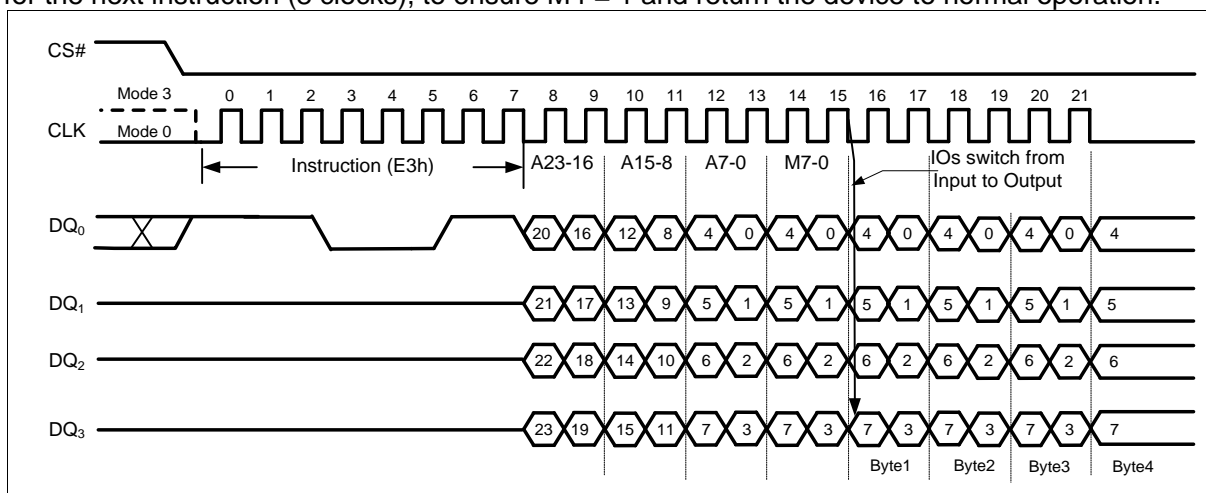 for the next instruction (8 clocks), to ensure M4 = 1 and return the device to normal operation.
CS#
Mode 3
0 1 2 3 4 5 6 7 8 9 10 11 12 13 14 15 16 17 18 19 20 21
CLK
Mode 0
Instruction (E3h)
A23-16
A15-8
A7-0
M7-0
IOs switch from
Input to Output
DQ0
20 16 12 8 4 0 4 0 4 0 4 0 4 0 4
DQ1
21 17 13 9 5 1 5 1 5 1 5 1 5 1 5
DQ2
22 18 14 10 6 2 6 2 6 2 6 2 6 2 6
DQ3
23 19 15 11 7 3 7 3 7 3 7 3 7 3 7
Byte1 Byte2 Byte3 Byte4